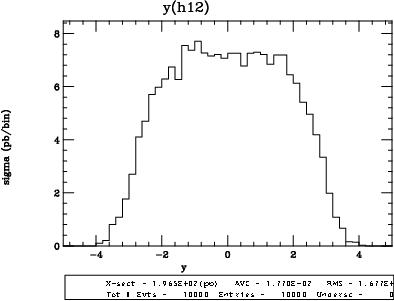 y(h12)
8
6
4
2
0
sigma (pb/bin)
-4 -2 0 2 4
y
X-sect - 1.965E+02(pb) AVG - 1.770E-02 RMS - 1.677E+
Tot # Evts - 10000 Entries - 10000 Undersc - 0